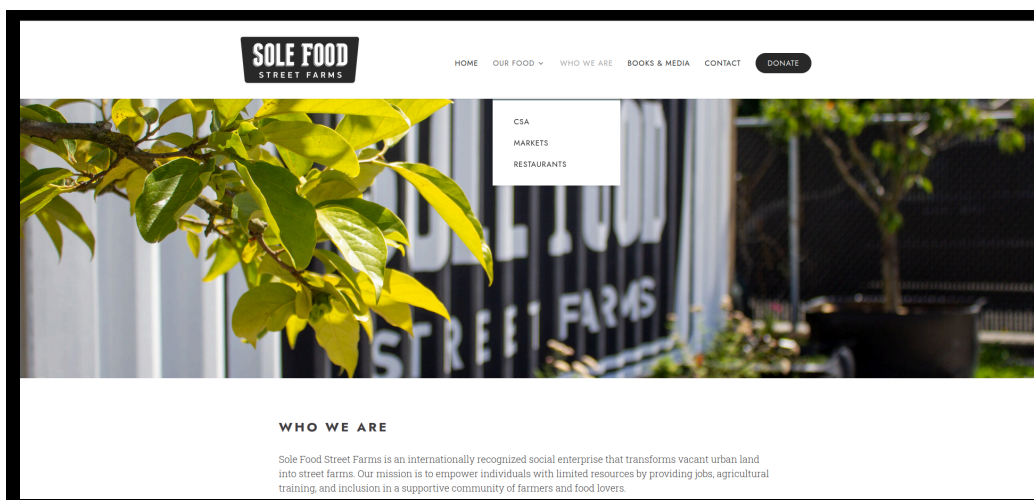 SOLE FOOD
STREET FARMS
HOME OUR FOOD WHO WE ARE BOOKS & MEDIA CONTACT DONATE
CSA
MARKETS
RESTAURANTS
STREET FARMS
WHO WE ARE
Sole Food Street Farms is an internationally recognized social enterprise that transforms vacant urban land
into street farms. Our mission is to empower individuals with limited resources by providing jobs, agricultural
training, and inclusion in a supportive community of farmers and food lovers.